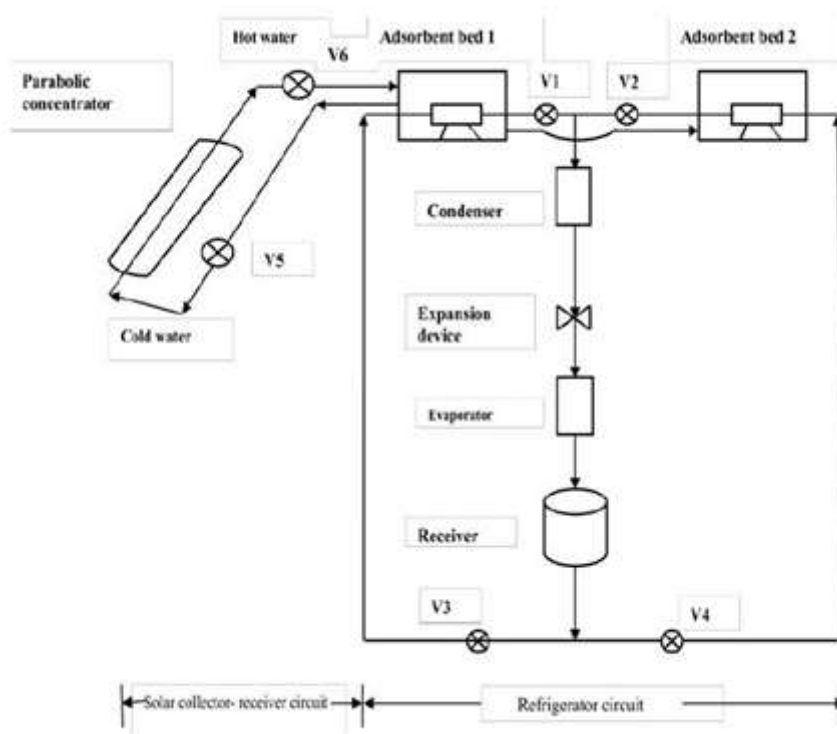 Hot water
V6
Adsorbent bed 1
Adsorbent bed 2
Parabolic
concentrator
V1
V2
Condenser
V5
Cold water
Expansion
device
Evaporator
Receiver
V3
V4
Solar collector- receiver circuit
Refrigerator circuit